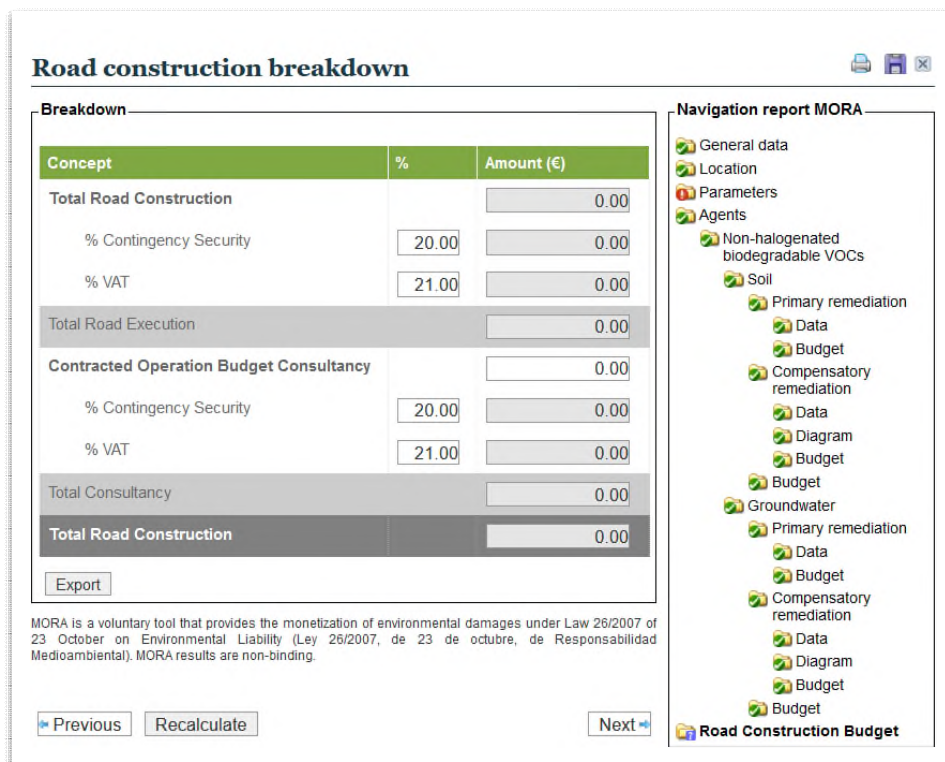 Road construction breakdown
Breakdown
Concept % Amount (€)
Total Road Construction 0.00
% Contingency Security 20.00 0.00
% VAT 21.00 0.00
Total Road Execution 0.00
Contracted Operation Budget Consultancy 0.00
% Contingency Security 20.00 0.00
% VAT 21.00 0.00
Total Consultancy 0.00
Total Road Construction 0.00
Export
MORA is a voluntary tool that provides the monetization of environmental damages under Law 26/2007 of
23 October on Environmental Liability (Ley 26/2007, de 23 de octubre, de Responsabilidad
Medioambiental). MORA results are non-binding.
Previous Recalculate Next
Navigation report MORA
General data
Location
Parameters
Agents
Non-halogenated
biodegradable VOCs
Soil
Primary remediation
Data
Budget
Compensatory
remediation
Data
Diagram
Budget
Budget
Groundwater
Primary remediation
Data
Budget
Compensatory
remediation
Data
Diagram
Budget
Budget
Road Construction Budget